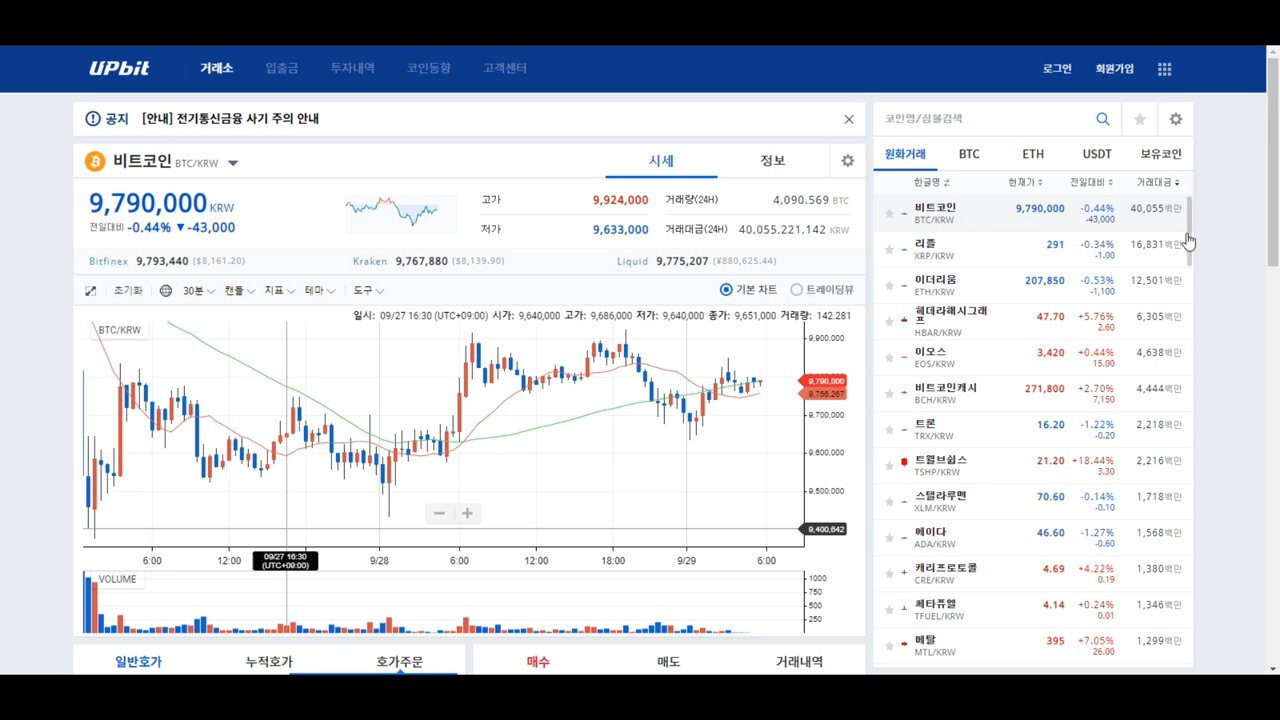 UPbit 거래소 입출금 투자내역 코인동향 고객센터 로그인 회원가입
공지 [안내] 전기통신금융 사기 주의 안내
비트코인 BTC/KRW 시세 정보
9,790,000 KRW
전일대비 -0.44% ▼-43,000
고가 9,924,000 거래량(24H) 4,090.569 BTC
저가 9,633,000 거래대금(24H) 40,055,221,142 KRW
Bitfinex 9,793,440 ($8,161.20) Kraken 9,767,880 ($8,139.90) Liquid 9,775,207 (¥880,625.44)
초기화 30분 캔들 지표 테마 도구 기본 차트 트레이딩뷰
일시: 09/27 16:30 (UTC+09:00) 시가: 9,640,000 고가: 9,686,000 저가: 9,640,000 종가: 9,651,000 거래량: 142.281
BTC/KRW
9,900,000
9,790,000
9,700,000
9,600,000
9,500,000
9,400,642
6:00 12:00 9/28 6:00 12:00 18:00 9/29 6:00
09/27 16:30
(UTC+09:00)
VOLUME
1000
750
500
250
일반호가 누적호가 호가주문 매수 매도 거래내역
코인명/심볼검색
원화거래 BTC ETH USDT 보유코인
한글명 현재가 전일대비 거래대금
비트코인 9,790,000 -0.44% 40,055백만
BTC/KRW -43,000
리플 291 -0.34% 16,831백만
XRP/KRW -1.00
이더리움 207,850 -0.53% 12,501백만
ETH/KRW -1,100
헤데라해시그래
프 47.70 +5.76% 6,305백만
HBAR/KRW 2.60
이오스 3,420 +0.44% 4,638백만
EOS/KRW 15.00
비트코인캐시 271,800 +2.70% 4,444백만
BCH/KRW 7,150
트론 16.20 -1.22% 2,218백만
TRX/KRW -0.20
트웰브쉽스 21.20 +18.44% 2,216백만
TSHP/KRW 3.30
스텔라루멘 70.60 -0.14% 1,718백만
XLM/KRW -0.10
에이다 46.60 -1.27% 1,568백만
ADA/KRW -0.60
캐리프로토콜 4.69 +4.22% 1,380백만
CRE/KRW 0.19
쎄타퓨엘 4.14 +0.24% 1,346백만
TFUEL/KRW 0.01
메탈 395 +7.05% 1,299백만
MTL/KRW 26.00